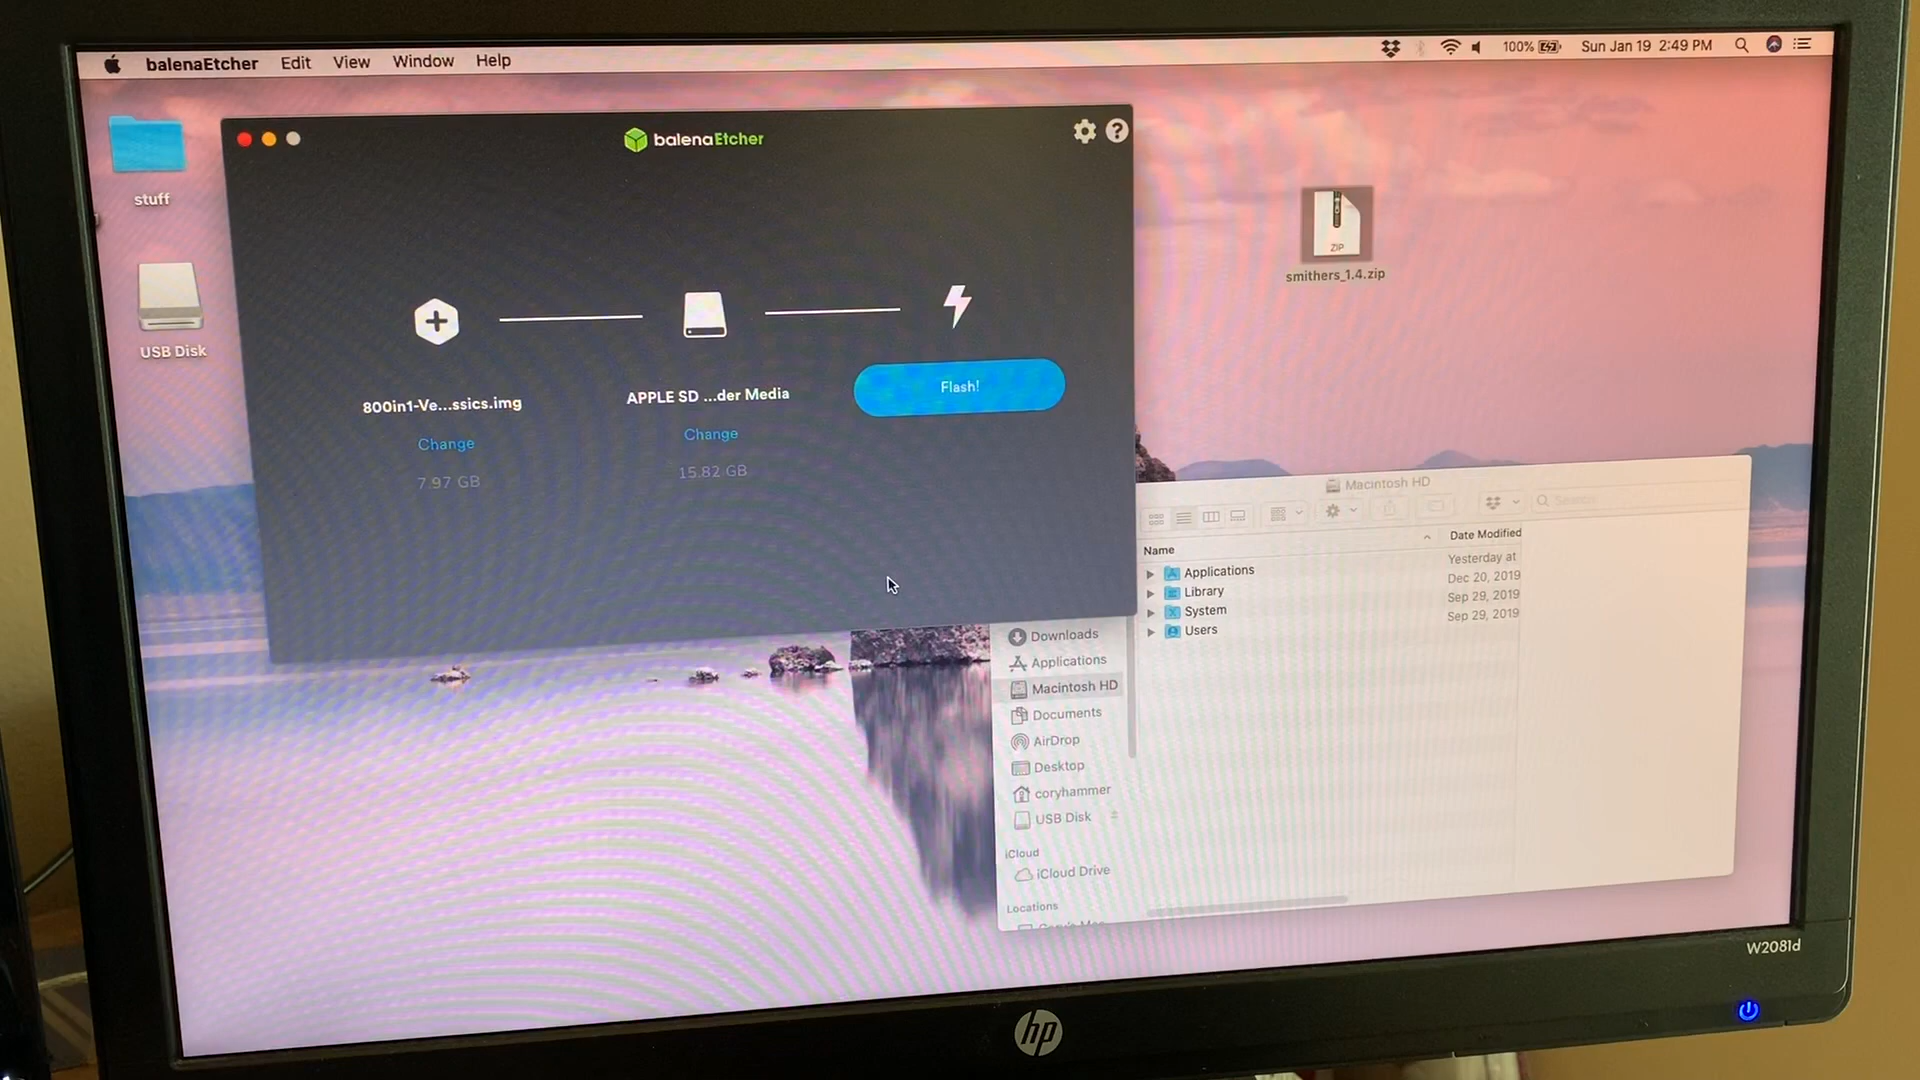 balenaEtcher Edit View Window Help
100% Sun Jan 19 2:49 PM
stuff
USB Disk
balenaEtcher
?
800in1-Ve...ssics.img
Change
7.97 GB
APPLE SD ...der Media
Change
15.82 GB
Flash!
ZIP
smithers_1.4.zip
Macintosh HD
Search
Name
Date Modified
Applications
Yesterday at
Library
Dec 20, 2019
System
Sep 29, 2019
Users
Sep 29, 2019
Downloads
Applications
Macintosh HD
Documents
AirDrop
Desktop
coryhammer
USB Disk
iCloud
iCloud Drive
Locations
W2081d
hp